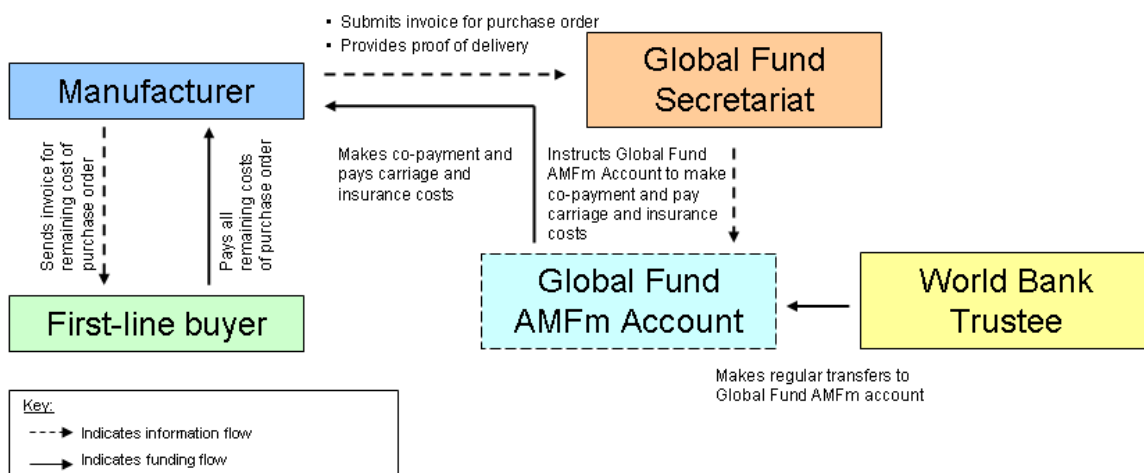 ▪ Submits invoice for purchase order
▪ Provides proof of delivery
Manufacturer
Global Fund
Secretariat
Sends invoice for
remaining cost of
purchase order
Pays all
remaining costs
of purchase order
Makes co-payment and
pays carriage and
insurance costs
Instructs Global Fund
AMFm Account to make
co-payment and pay
carriage and insurance
costs
First-line buyer
Global Fund
AMFm Account
World Bank
Trustee
Makes regular transfers to
Global Fund AMFm account
Key:
Indicates information flow
Indicates funding flow